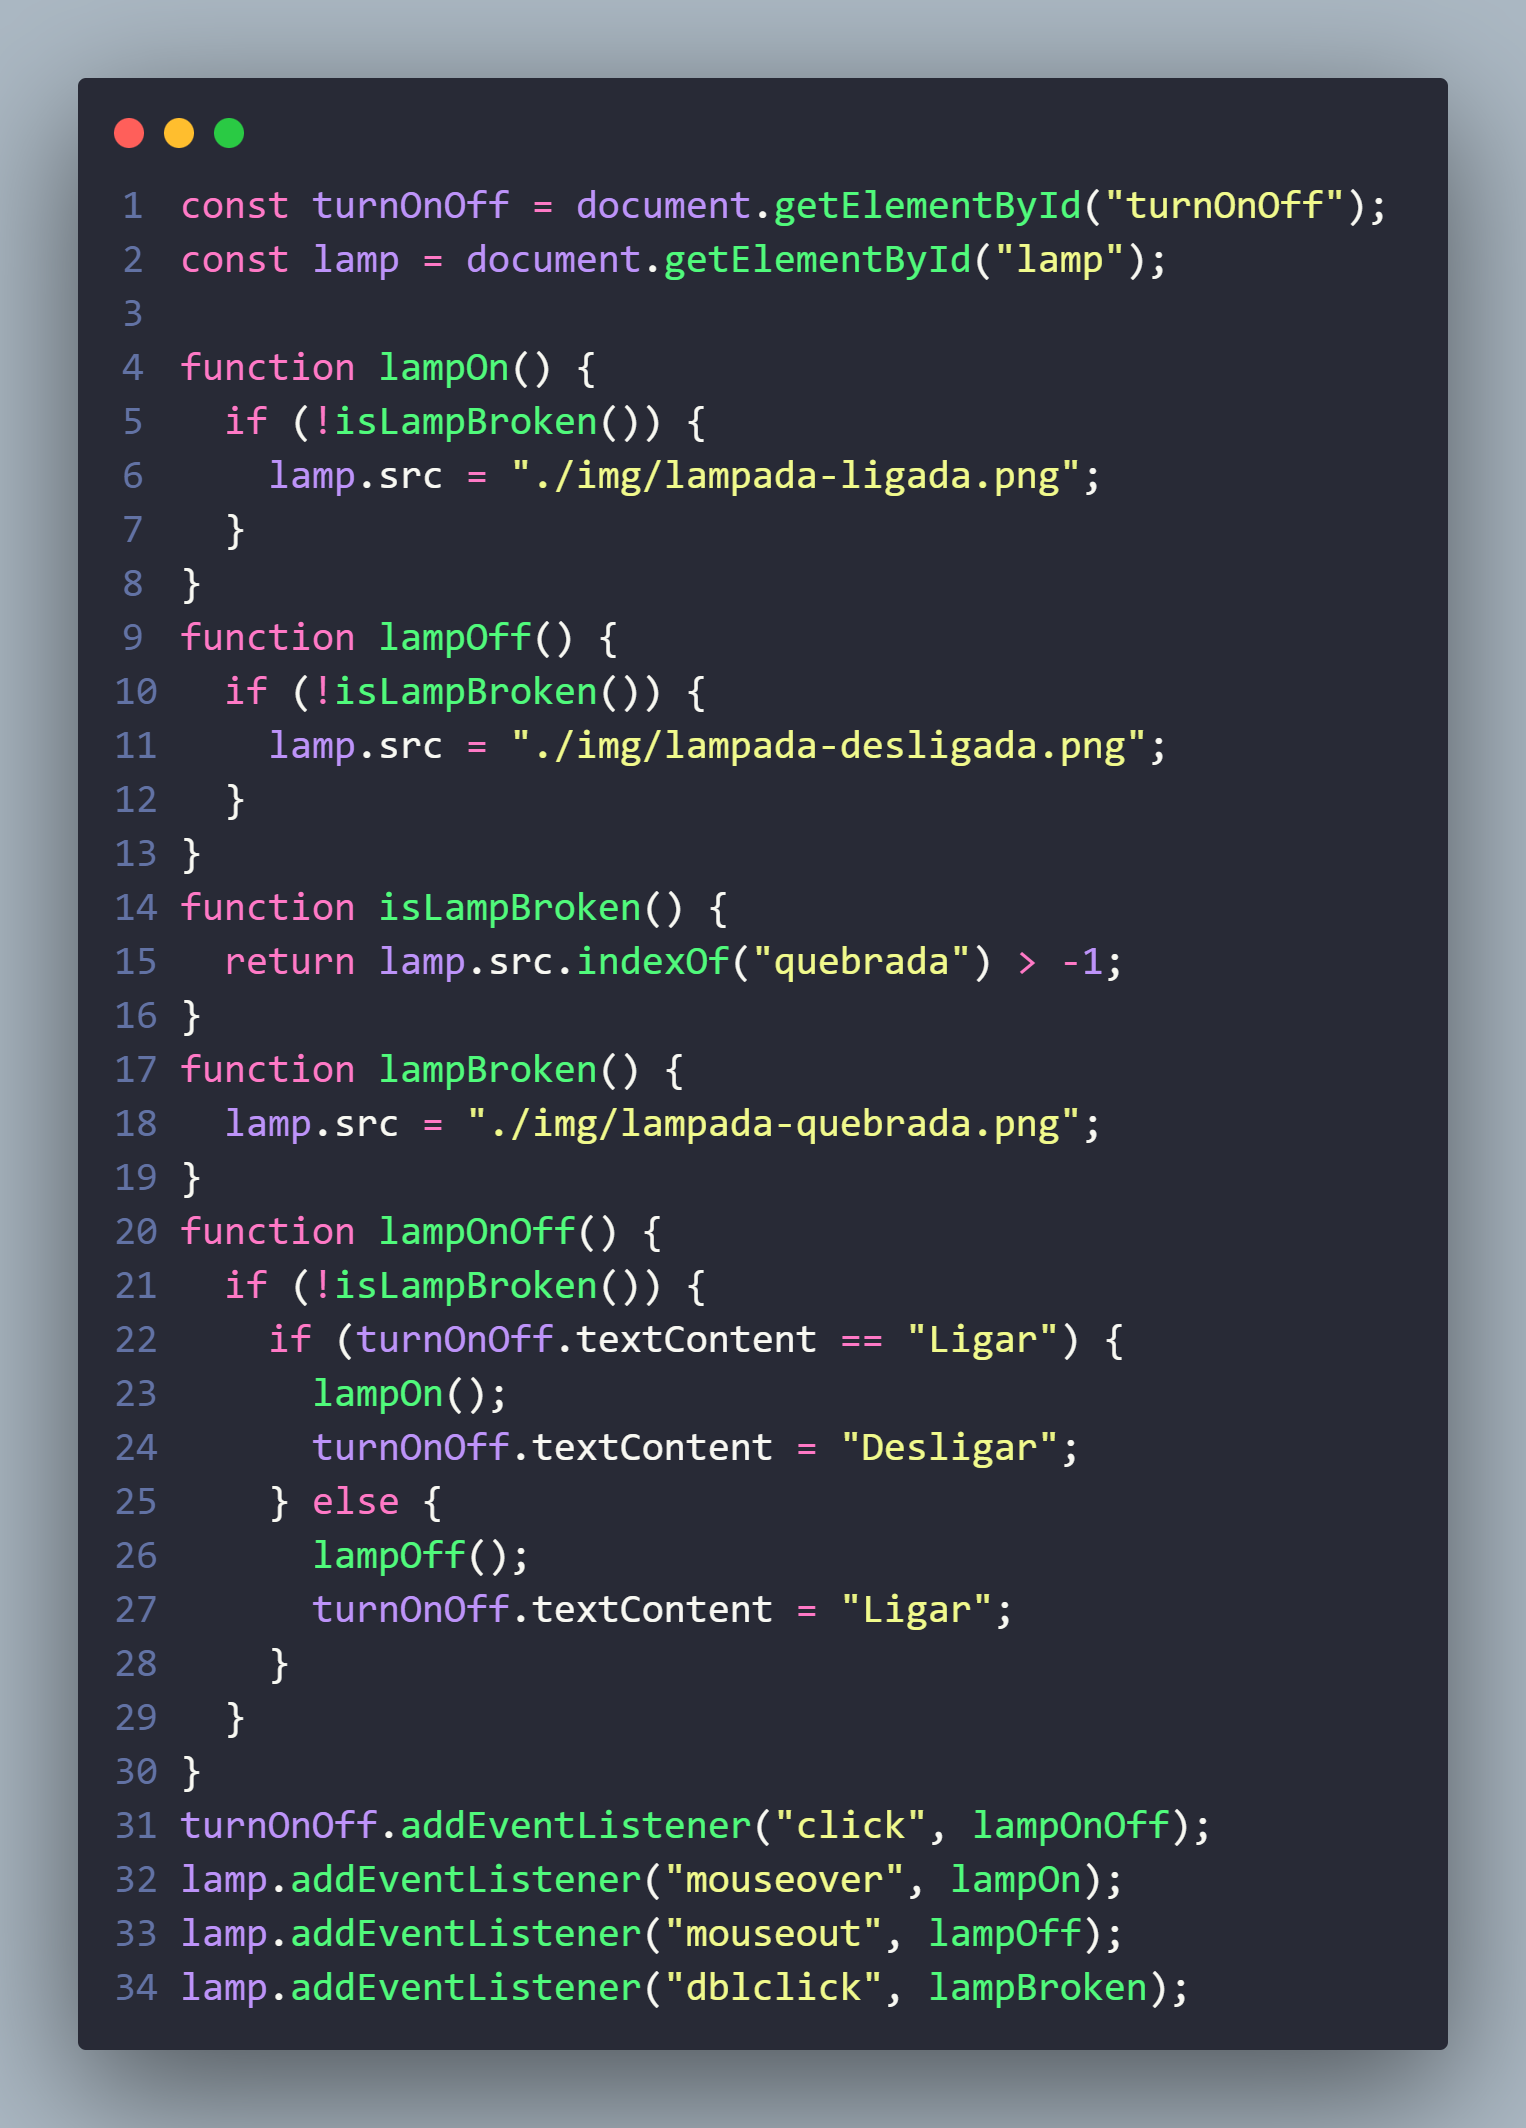 1 const turnOnOff = document.getElementById("turnOnOff");
2 const lamp = document.getElementById("lamp");
3
4 function lampOn() {
5   if (!isLampBroken()) {
6     lamp.src = "./img/lampada-ligada.png";
7   }
8 }
9 function lampOff() {
10   if (!isLampBroken()) {
11     lamp.src = "./img/lampada-desligada.png";
12   }
13 }
14 function isLampBroken() {
15   return lamp.src.indexOf("quebrada") > -1;
16 }
17 function lampBroken() {
18   lamp.src = "./img/lampada-quebrada.png";
19 }
20 function lampOnOff() {
21   if (!isLampBroken()) {
22     if (turnOnOff.textContent == "Ligar") {
23       lampOn();
24       turnOnOff.textContent = "Desligar";
25     } else {
26       lampOff();
27       turnOnOff.textContent = "Ligar";
28     }
29   }
30 }
31 turnOnOff.addEventListener("click", lampOnOff);
32 lamp.addEventListener("mouseover", lampOn);
33 lamp.addEventListener("mouseout", lampOff);
34 lamp.addEventListener("dblclick", lampBroken);